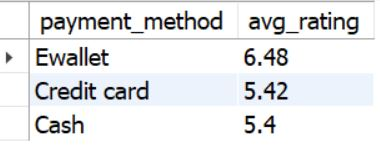 payment_method avg_rating
Ewallet 6.48
Credit card 5.42
Cash 5.4